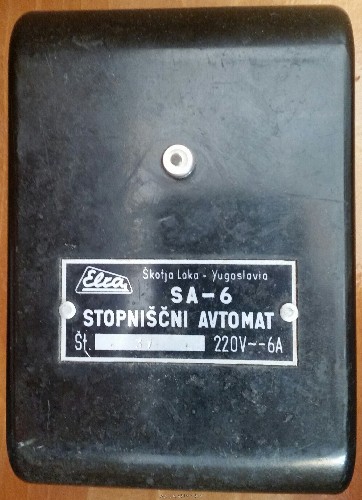 Elra
Škofja Loka - Yugoslavia
SA-6
STOPNIŠČNI AVTOMAT
Št. 220V~-6A